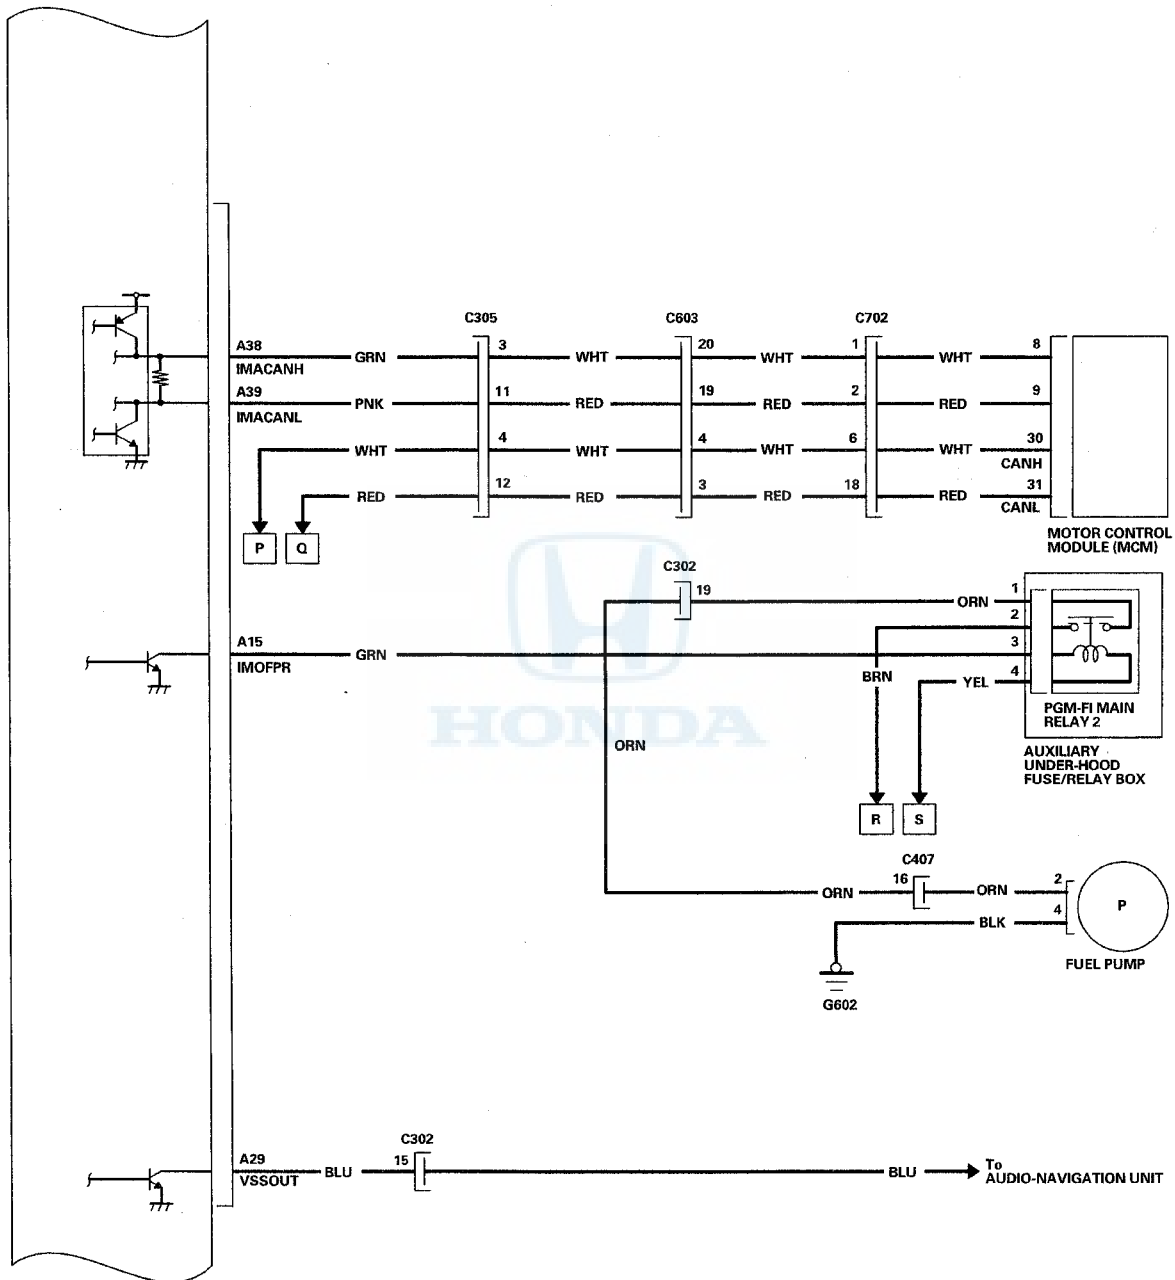 C305 C603 C702
A38 3 20 1 8
GRN WHT WHT WHT
IMACANH
A39 11 19 2 9
PNK RED RED RED
IMACANL
4 4 6 30
WHT WHT WHT WHT
CANH
12 3 18 31
RED RED RED RED
CANL
P Q
MOTOR CONTROL
MODULE (MCM)
C302
19 1
ORN
2
A15 3
GRN
IMOFPR
4
BRN YEL
PGM-FI MAIN
RELAY 2
HONDA
ORN
AUXILIARY
UNDER-HOOD
FUSE/RELAY BOX
R S
C407
16 2
ORN ORN
P
4
BLK
FUEL PUMP
G602
C302
A29 15
To
BLU BLU
VSSOUT
AUDIO-NAVIGATION UNIT